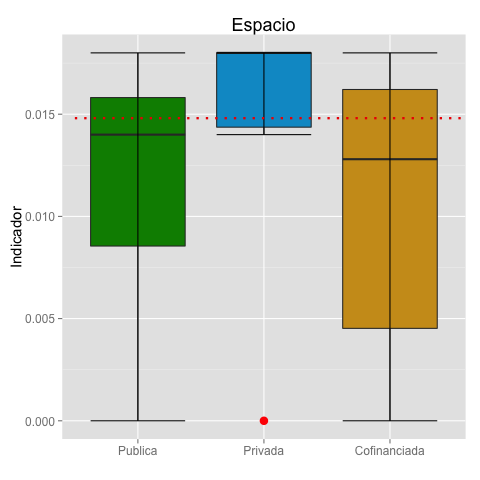 Espacio
Indicador
0.015
0.010
0.005
0.000
Publica
Privada
Cofinanciada